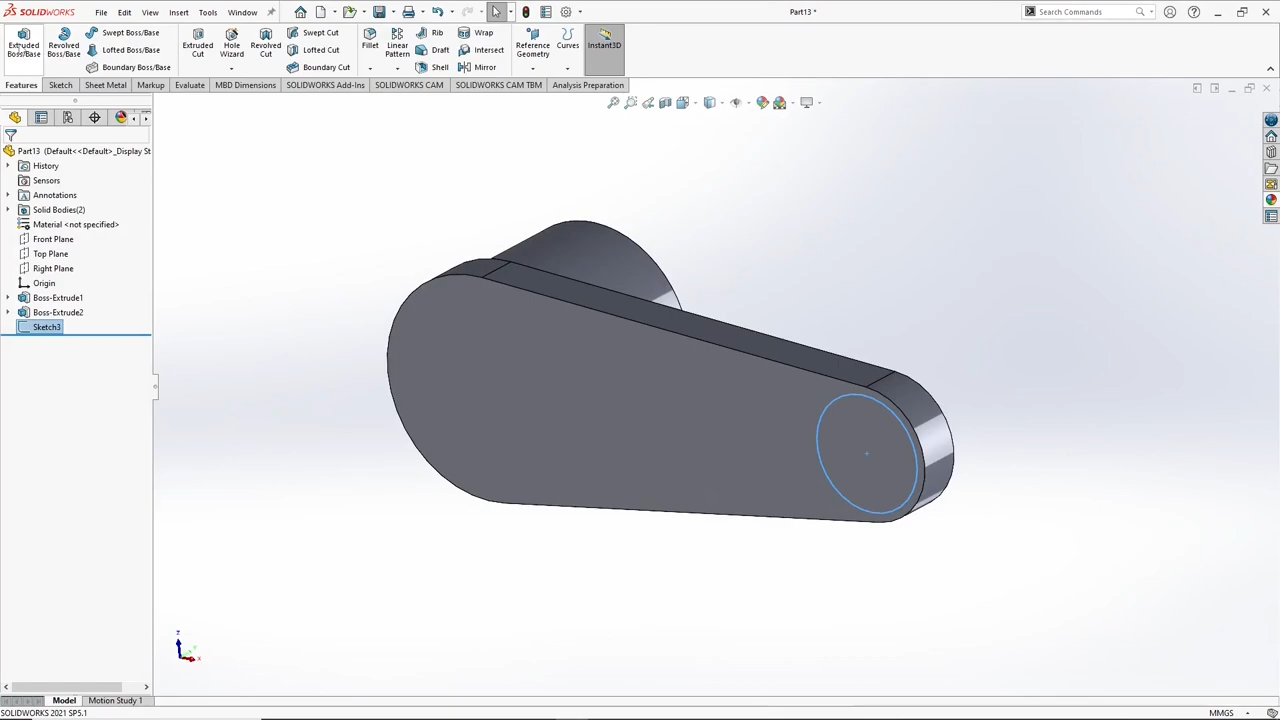 SOLIDWORKS File Edit View Insert Tools Window Part13 * Search Commands
Extruded Boss/Base
Revolved Boss/Base
Swept Boss/Base
Lofted Boss/Base
Boundary Boss/Base
Extruded Cut
Hole Wizard
Revolved Cut
Swept Cut
Lofted Cut
Boundary Cut
Fillet
Linear Pattern
Rib
Draft
Shell
Wrap
Intersect
Mirror
Reference Geometry
Curves
Instant3D
Features Sketch Sheet Metal Markup Evaluate MBD Dimensions SOLIDWORKS Add-Ins SOLIDWORKS CAM SOLIDWORKS CAM TBM Analysis Preparation
Part13 (Default<<Default>_Display St
History
Sensors
Annotations
Solid Bodies(2)
Material <not specified>
Front Plane
Top Plane
Right Plane
Origin
Boss-Extrude1
Boss-Extrude2
Sketch3
z
x
Model Motion Study 1
SOLIDWORKS 2021 SP5.1 MMGS